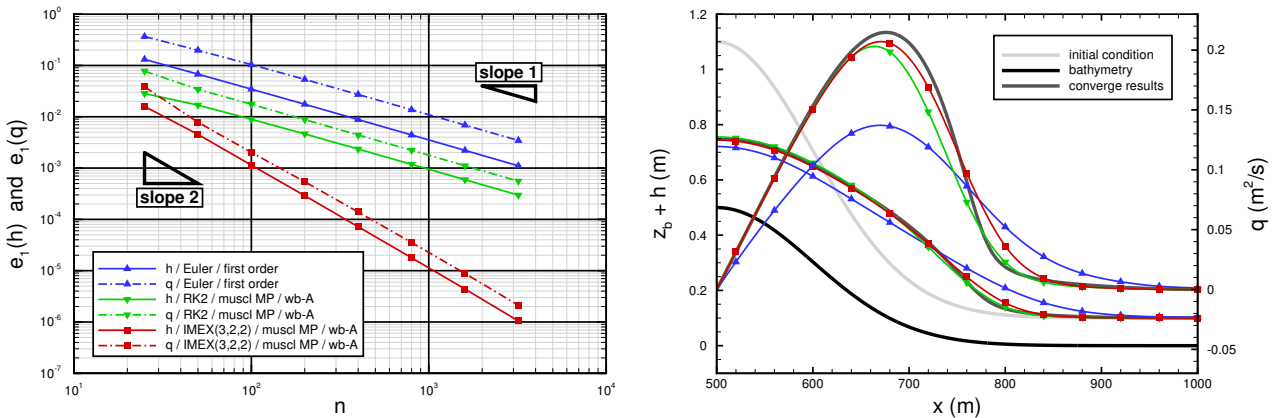 10^0
10^-1
10^-2
10^-3
10^-4
10^-5
10^-6
10^-7
e_1(h) and e_1(q)
slope 1
slope 2
h / Euler / first order
q / Euler / first order
h / RK2 / muscl MP / wb-A
q / RK2 / muscl MP / wb-A
h / IMEX(3,2,2) / muscl MP / wb-A
q / IMEX(3,2,2) / muscl MP / wb-A
10^1 10^2 10^3 10^4
n
1.2
1
0.8
0.6
0.4
0.2
0
z_b + h (m)
initial condition
bathymetry
converge results
0.2
0.15
0.1
0.05
0
-0.05
q (m^2/s)
500 600 700 800 900 1000
x (m)